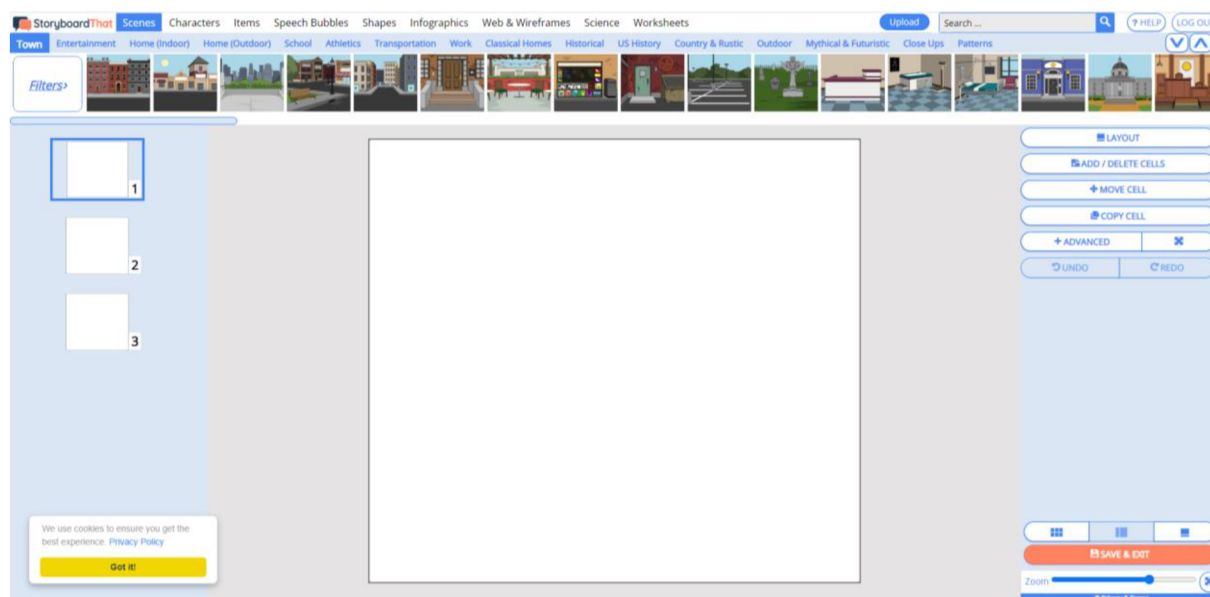 StoryboardThat Scenes Characters Items Speech Bubbles Shapes Infographics Web & Wireframes Science Worksheets Upload Search ... ? HELP LOG OU
Town Entertainment Home (Indoor) Home (Outdoor) School Athletics Transportation Work Classical Homes Historical US History Country & Rustic Outdoor Mythical & Futuristic Close Ups Patterns
Filters›
LAYOUT
ADD / DELETE CELLS
1
MOVE CELL
COPY CELL
ADVANCED
2
UNDO REDO
3
We use cookies to ensure you get the
best experience. Privacy Policy
Got it!
SAVE & EXIT
Zoom